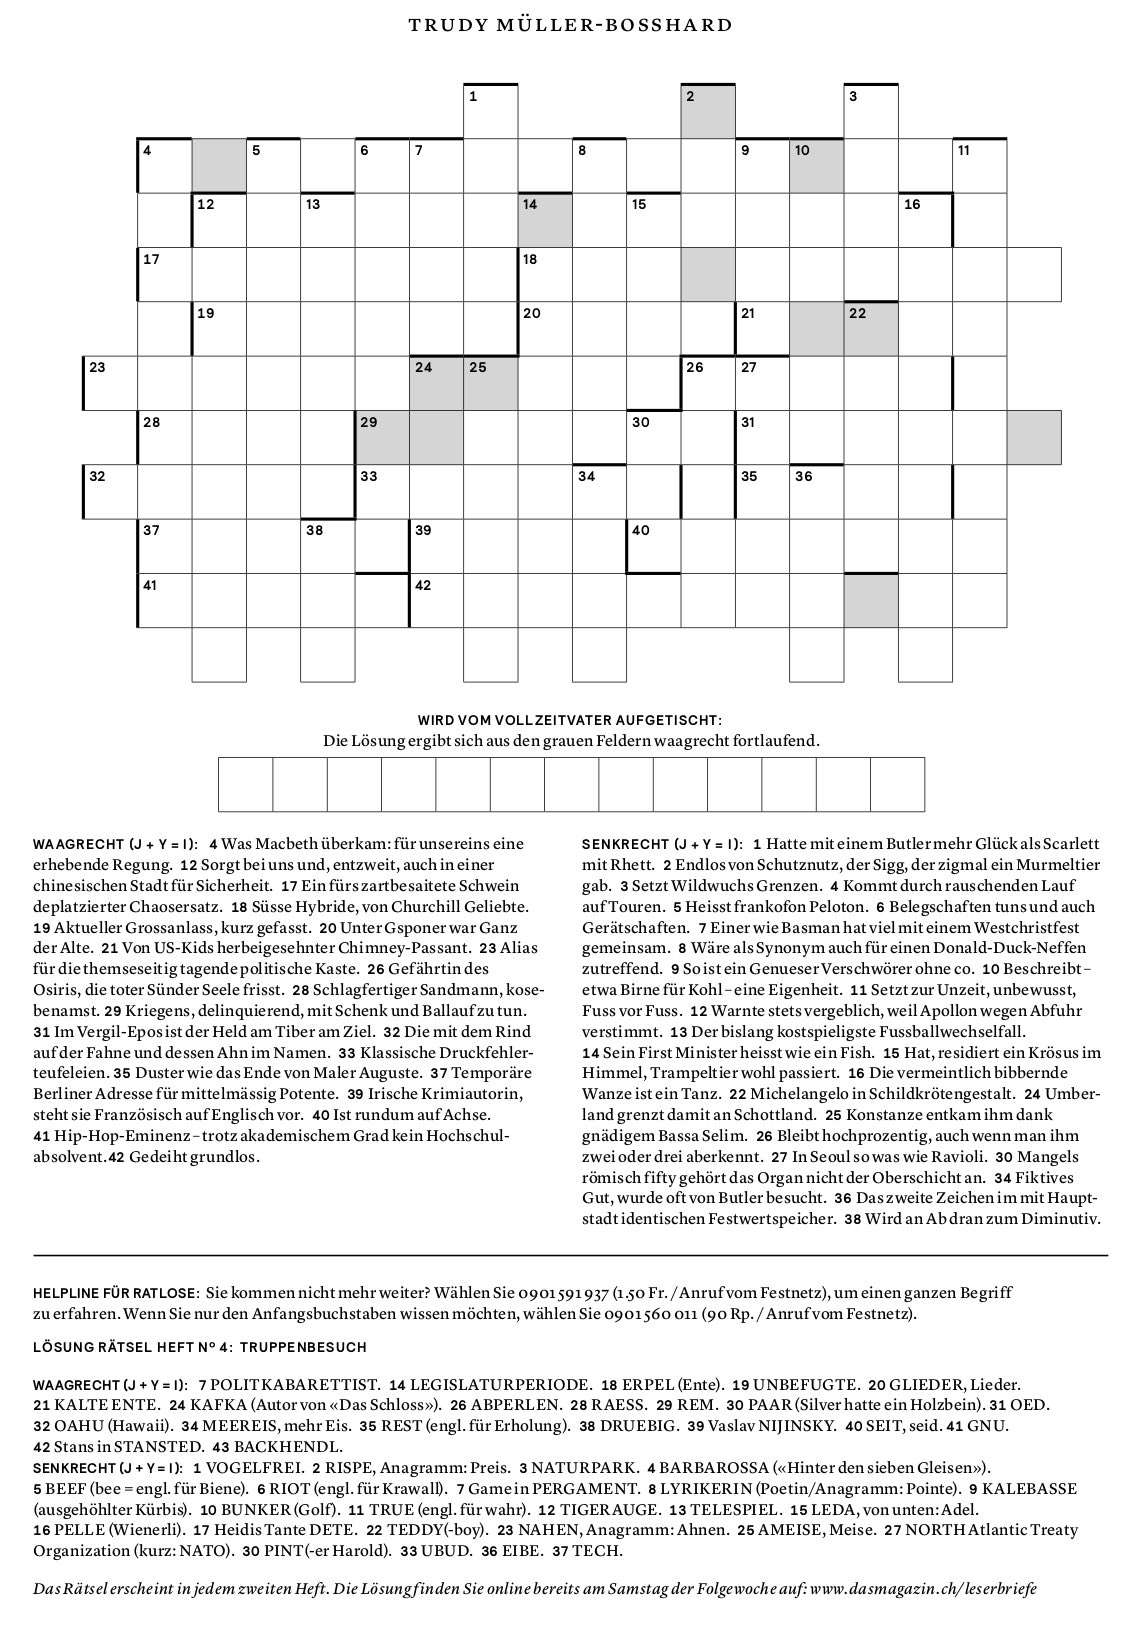 TRUDY MÜLLER-BOSSHARD
1 2 3
4 5 6 7 8 9 10 11
12 13 14 15 16
17 18
19 20 21 22
23 24 25 26 27
28 29 30 31
32 33 34 35 36
37 38 39 40
41 42
WIRD VOM VOLLZEITVATER AUFGETISCHT:
Die Lösung ergibt sich aus den grauen Feldern waagrecht fortlaufend.
WAAGRECHT (J + Y = I): 4 Was Macbeth überkam: für unsereins eine
erhebende Regung. 12 Sorgt bei uns und, entzweit, auch in einer
chinesischen Stadt für Sicherheit. 17 Ein fürs zartbesaitete Schwein
deplatzierter Chaosersatz. 18 Süsse Hybride, von Churchill Geliebte.
19 Aktueller Grossanlass, kurz gefasst. 20 Unter Gsponer war Ganz
der Alte. 21 Von US-Kids herbeigesehnter Chimney-Passant. 23 Alias
für die themseseitig tagende politische Kaste. 26 Gefährtin des
Osiris, die toter Sünder Seele frisst. 28 Schlagfertiger Sandmann, kose-
benamst. 29 Kriegens, delinquierend, mit Schenk und Ballauf zu tun.
31 Im Vergil-Epos ist der Held am Tiber am Ziel. 32 Die mit dem Rind
auf der Fahne und dessen Ahn im Namen. 33 Klassische Druckfehler-
teufeleien. 35 Duster wie das Ende von Maler Auguste. 37 Temporäre
Berliner Adresse für mittelmässig Potente. 39 Irische Krimiautorin,
steht sie Französisch auf Englisch vor. 40 Ist rundum auf Achse.
41 Hip-Hop-Eminenz – trotz akademischem Grad kein Hochschul-
absolvent. 42 Gedeiht grundlos.
SENKRECHT (J + Y = I): 1 Hatte mit einem Butler mehr Glück als Scarlett
mit Rhett. 2 Endlos von Schutznutz, der Sigg, der zigmal ein Murmeltier
gab. 3 Setzt Wildwuchs Grenzen. 4 Kommt durch rauschenden Lauf
auf Touren. 5 Heisst frankofon Peloton. 6 Belegschaften tuns und auch
Gerätschaften. 7 Einer wie Basman hat viel mit einem Westchristfest
gemeinsam. 8 Wäre als Synonym auch für einen Donald-Duck-Neffen
zutreffend. 9 So ist ein Genueser Verschwörer ohne co. 10 Beschreibt –
etwa Birne für Kohl – eine Eigenheit. 11 Setzt zur Unzeit, unbewusst,
Fuss vor Fuss. 12 Warnte stets vergeblich, weil Apollon wegen Abfuhr
verstimmt. 13 Der bislang kostspieligste Fussballwechselfall.
14 Sein First Minister heisst wie ein Fish. 15 Hat, residiert ein Krösus im
Himmel, Trampeltier wohl passiert. 16 Die vermeintlich bibbernde
Wanze ist ein Tanz. 22 Michelangelo in Schildkrötengestalt. 24 Umber-
land grenzt damit an Schottland. 25 Konstanze entkam ihm dank
gnädigem Bassa Selim. 26 Bleibt hochprozentig, auch wenn man ihm
zwei oder drei aberkennt. 27 In Seoul so was wie Ravioli. 30 Mangels
römisch fifty gehört das Organ nicht der Oberschicht an. 34 Fiktives
Gut, wurde oft von Butler besucht. 36 Das zweite Zeichen im mit Haupt-
stadt identischen Festwertspeicher. 38 Wird an Ab dran zum Diminutiv.
HELPLINE FÜR RATLOSE: Sie kommen nicht mehr weiter? Wählen Sie 0901 591 937 (1.50 Fr. / Anruf vom Festnetz), um einen ganzen Begriff
zu erfahren. Wenn Sie nur den Anfangsbuchstaben wissen möchten, wählen Sie 0901 560 011 (90 Rp. / Anruf vom Festnetz).
LÖSUNG RÄTSEL HEFT Nº 4: TRUPPENBESUCH
WAAGRECHT (J + Y = I): 7 POLITKABARETTIST. 14 LEGISLATURPERIODE. 18 ERPEL (Ente). 19 UNBEFUGTE. 20 GLIEDER, Lieder.
21 KALTE ENTE. 24 KAFKA (Autor von «Das Schloss»). 26 ABPERLEN. 28 RAESS. 29 REM. 30 PAAR (Silver hatte ein Holzbein). 31 OED.
32 OAHU (Hawaii). 34 MEEREIS, mehr Eis. 35 REST (engl. für Erholung). 38 DRUEBIG. 39 Vaslav NIJINSKY. 40 SEIT, seid. 41 GNU.
42 Stans in STANSTED. 43 BACKHENDL.
SENKRECHT (J + Y = I): 1 VOGELFREI. 2 RISPE, Anagramm: Preis. 3 NATURPARK. 4 BARBAROSSA («Hinter den sieben Gleisen»).
5 BEEF (bee = engl. für Biene). 6 RIOT (engl. für Krawall). 7 Game in PERGAMENT. 8 LYRIKERIN (Poetin/Anagramm: Pointe). 9 KALEBASSE
(ausgehöhlter Kürbis). 10 BUNKER (Golf). 11 TRUE (engl. für wahr). 12 TIGERAUGE. 13 TELESPIEL. 15 LEDA, von unten: Adel.
16 PELLE (Wienerli). 17 Heidis Tante DETE. 22 TEDDY(-boy). 23 NAHEN, Anagramm: Ahnen. 25 AMEISE, Meise. 27 NORTH Atlantic Treaty
Organization (kurz: NATO). 30 PINT(-er Harold). 33 UBUD. 36 EIBE. 37 TECH.
Das Rätsel erscheint in jedem zweiten Heft. Die Lösung finden Sie online bereits am Samstag der Folgewoche auf: www.dasmagazin.ch/leserbriefe